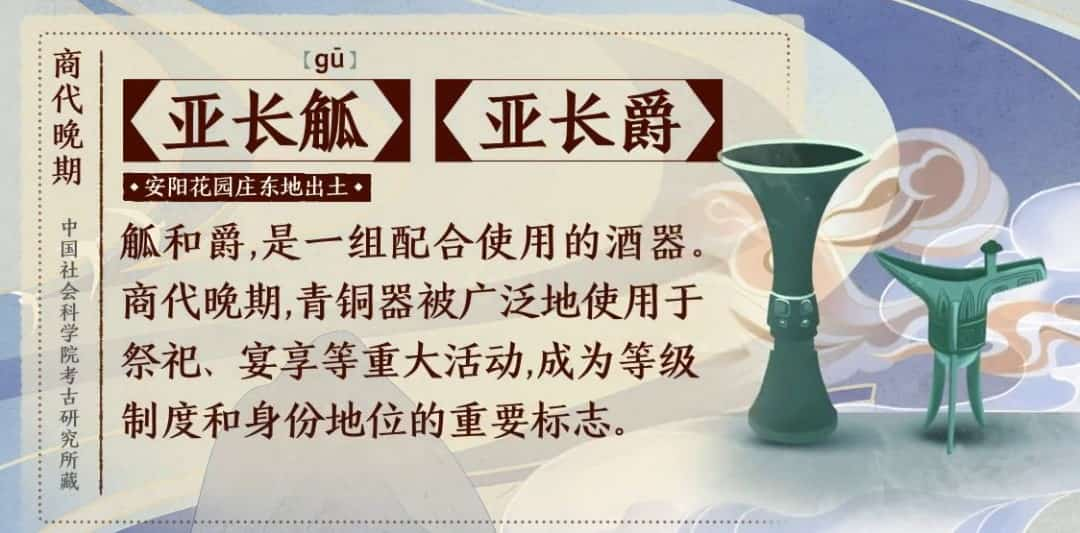 商代晚期
中国社会科学院考古研究所藏
【gū】
亚长觚 亚长爵
安阳花园庄东地出土
觚和爵,是一组配合使用的酒器。
商代晚期,青铜器被广泛地使用于
祭祀、宴享等重大活动,成为等级
制度和身份地位的重要标志。